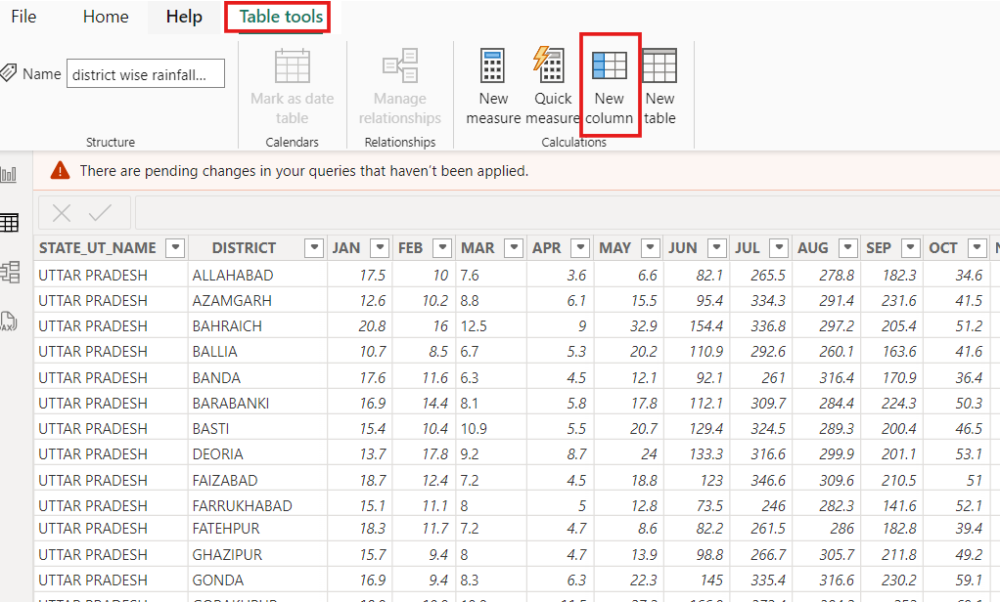 File Home Help Table tools
Name district wise rainfall...
Mark as date table
Manage relationships
New measure
Quick measure
New column
New table
Structure Calendars Relationships Calculations
There are pending changes in your queries that haven't been applied.
STATE_UT_NAME DISTRICT JAN FEB MAR APR MAY JUN JUL AUG SEP OCT
UTTAR PRADESH ALLAHABAD 17.5 10 7.6 3.6 6.6 82.1 265.5 278.8 182.3 34.6
UTTAR PRADESH AZAMGARH 12.6 10.2 8.8 6.1 15.5 95.4 334.3 291.4 231.6 41.5
UTTAR PRADESH BAHRAICH 20.8 16 12.5 9 32.9 154.4 336.8 297.2 205.4 51.2
UTTAR PRADESH BALLIA 10.7 8.5 6.7 5.3 20.2 110.9 292.6 260.1 163.6 41.6
UTTAR PRADESH BANDA 17.6 11.6 6.3 4.5 12.1 92.1 261 316.4 170.9 36.4
UTTAR PRADESH BARABANKI 16.9 14.4 8.1 5.8 17.8 112.1 309.7 284.4 224.3 50.3
UTTAR PRADESH BASTI 15.4 10.4 10.9 5.5 20.7 129.4 324.5 289.3 200.4 46.5
UTTAR PRADESH DEORIA 13.7 17.8 9.2 8.7 24 133.3 316.6 299.9 201.1 53.1
UTTAR PRADESH FAIZABAD 18.7 12.4 7.2 4.5 18.8 123 346.6 309.6 210.5 51
UTTAR PRADESH FARRUKHABAD 15.1 11.1 8 5 12.8 73.5 246 282.3 141.6 52.1
UTTAR PRADESH FATEHPUR 18.3 11.7 7.2 4.7 8.6 82.2 261.5 286 182.8 39.4
UTTAR PRADESH GHAZIPUR 15.7 9.4 8 4.7 13.9 98.8 266.7 305.7 211.8 49.2
UTTAR PRADESH GONDA 16.9 9.4 8.3 6.3 22.3 145 335.4 316.6 230.2 59.1